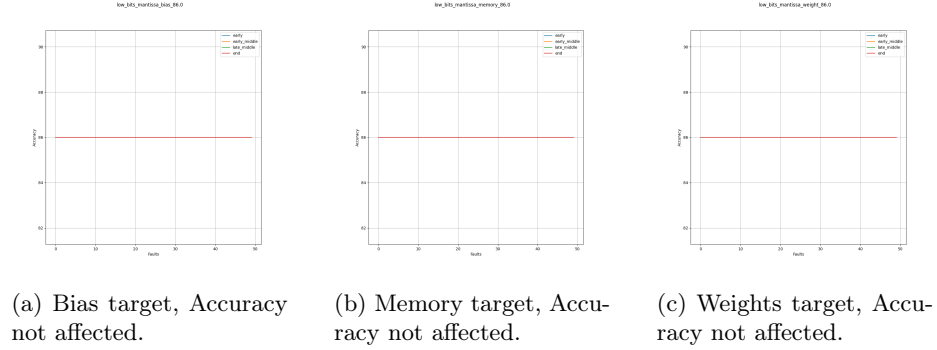 low_bits_mantissa_bias_86.0
early
early_middle
late_middle
end
90
88
86
84
82
Accuracy
0 10 20 30 40 50
Faults
(a) Bias target, Accuracy
not affected.
low_bits_mantissa_memory_86.0
early
early_middle
late_middle
end
90
88
86
84
82
Accuracy
0 10 20 30 40 50
Faults
(b) Memory target, Accu-
racy not affected.
low_bits_mantissa_weight_86.0
early
early_middle
late_middle
end
90
88
86
84
82
Accuracy
0 10 20 30 40 50
Faults
(c) Weights target, Accu-
racy not affected.